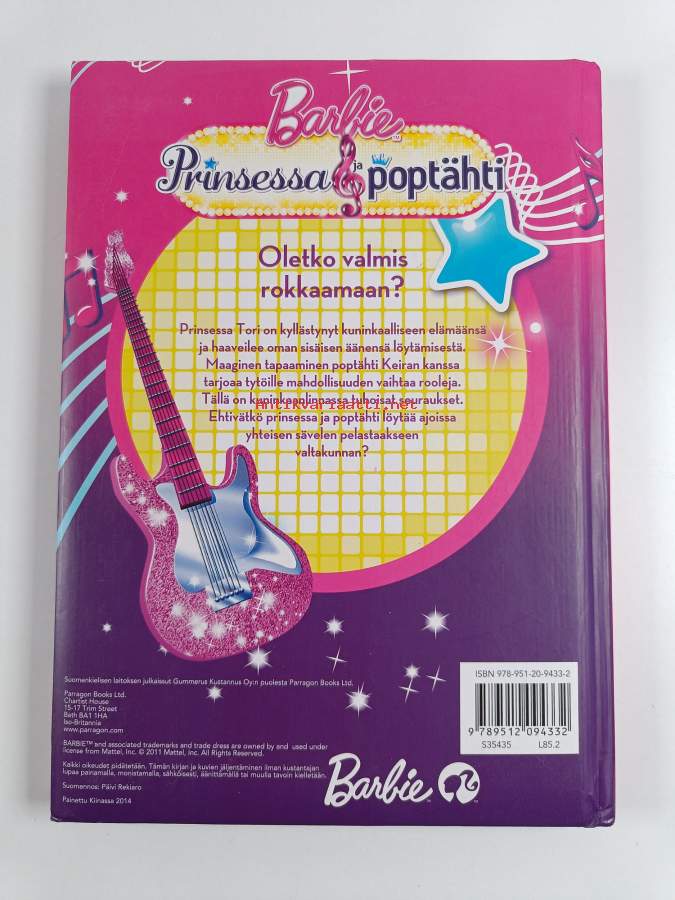 Barbie™
Prinsessa ja poptähti
Oletko valmis
rokkaamaan?
Prinsessa Tori on kyllästynyt kuninkaalliseen elämäänsä
ja haaveilee oman sisäisen äänensä löytämisestä.
Maaginen tapaaminen poptähti Keiran kanssa
tarjoaa tytöille mahdollisuuden vaihtaa rooleja.
Tällä on kuninkaanlinnassa tuhoisat seuraukset.
Antikvariaatti.net
Ehtivätkö prinsessa ja poptähti löytää ajoissa
yhteisen sävelen pelastaakseen
valtakunnan?
Suomenkielisen laitoksen julkaissut Gummerus Kustannus Oy:n puolesta Parragon Books Ltd.
Parragon Books Ltd.
Chartist House
15-17 Trim Street
Bath BA1 1HA
Iso-Britannia
www.parragon.com
BARBIE™ and associated trademarks and trade dress are owned by and used under
license from Mattel, Inc. © 2011 Mattel, Inc. All Rights Reserved.
Kaikki oikeudet pidätetään. Tämän kirjan ja kuvien jäljentäminen ilman kustantajan
lupaa painamalla, monistamalla, sähköisesti, äänittämällä tai muulla tavoin kielletään.
Suomennos: Päivi Rekiaro
Painettu Kiinassa 2014
Barbie™
ISBN 978-951-20-9433-2
9 789512 094332
S35435 L85.2